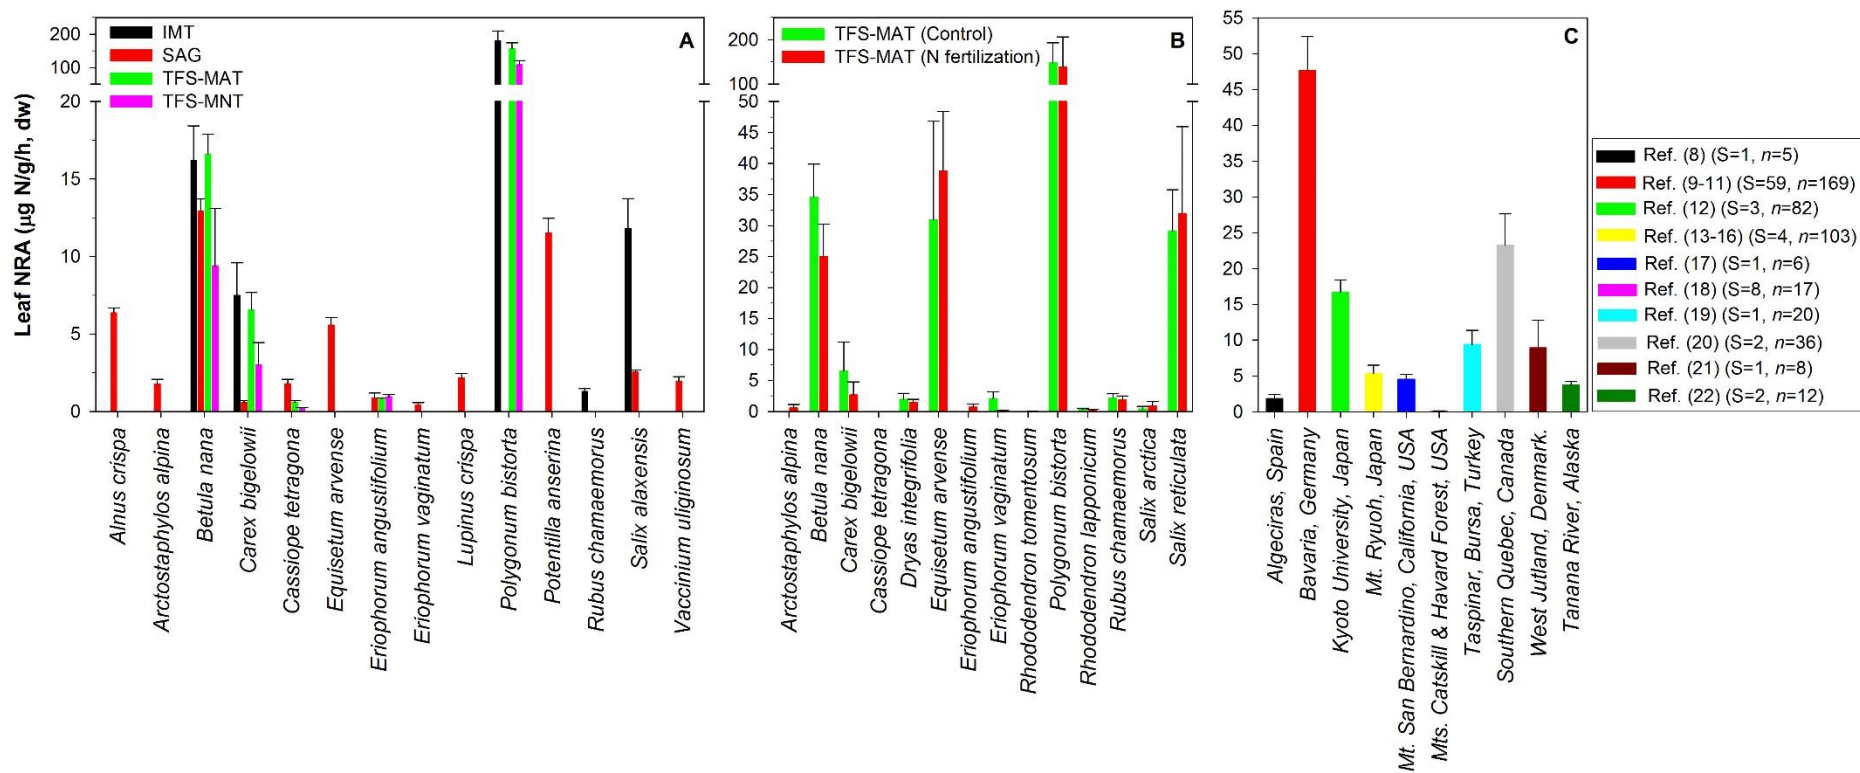 Leaf NRA (µg N/g/h, dw)
200
100
20
15
10
5
0
IMT
SAG
TFS-MAT
TFS-MNT
A
Alnus crispa
Arctostaphylos alpina
Betula nana
Carex bigelowii
Cassiope tetragona
Equisetum arvense
Eriophorum angustifolium
Eriophorum vaginatum
Lupinus crispa
Polygonum bistorta
Potentilla anserina
Rubus chamaemorus
Salix alaxensis
Vaccinium uliginosum
200
100
50
45
40
35
30
25
20
15
10
5
0
TFS-MAT (Control)
TFS-MAT (N fertilization)
B
Arctostaphylos alpina
Betula nana
Carex bigelowii
Cassiope tetragona
Dryas integrifolia
Equisetum arvense
Eriophorum angustifolium
Eriophorum vaginatum
Rhododendron tomentosum
Polygonum bistorta
Rhododendron lapponicum
Rubus chamaemorus
Salix arctica
Salix reticulata
55
50
45
40
35
30
25
20
15
10
5
0
C
Algeciras, Spain
Bavaria, Germany
Kyoto University, Japan
Mt. Ryuoh, Japan
Mt. San Bernardino, California, USA
Mts. Catskill & Havard Forest, USA
Taspinar, Bursa, Turkey
Southern Quebec, Canada
West Jutland, Denmark.
Tanana River, Alaska
Ref. (8) (S=1, n=5)
Ref. (9-11) (S=59, n=169)
Ref. (12) (S=3, n=82)
Ref. (13-16) (S=4, n=103)
Ref. (17) (S=1, n=6)
Ref. (18) (S=8, n=17)
Ref. (19) (S=1, n=20)
Ref. (20) (S=2, n=36)
Ref. (21) (S=1, n=8)
Ref. (22) (S=2, n=12)